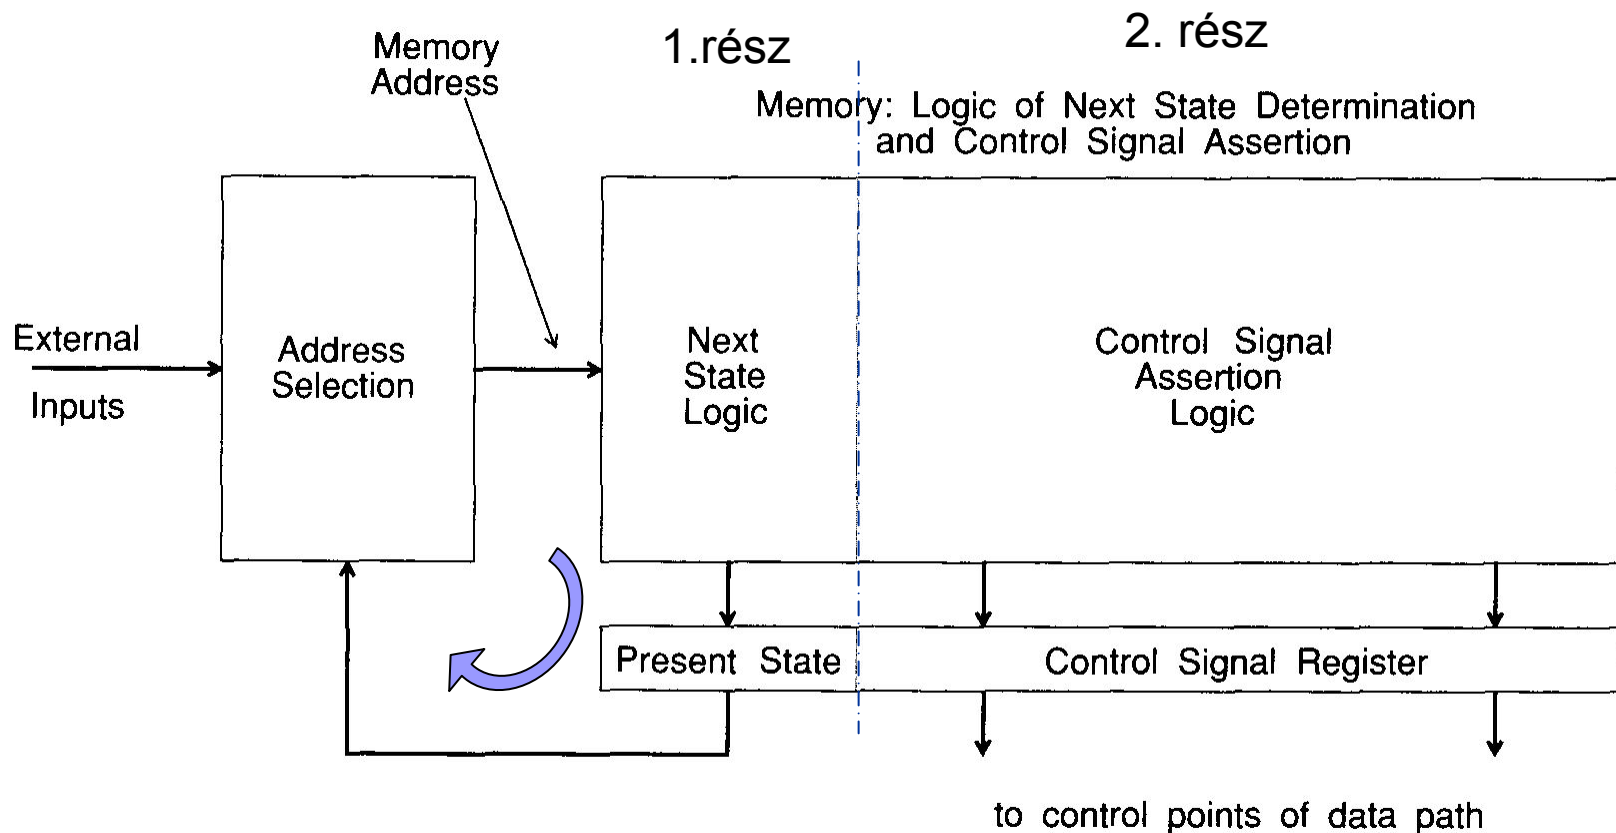 Memory
Address
1.rész
2. rész
Memory: Logic of Next State Determination
and Control Signal Assertion
External
Inputs
Address
Selection
Next
State
Logic
Control Signal
Assertion
Logic
Present State
Control Signal Register
to control points of data path